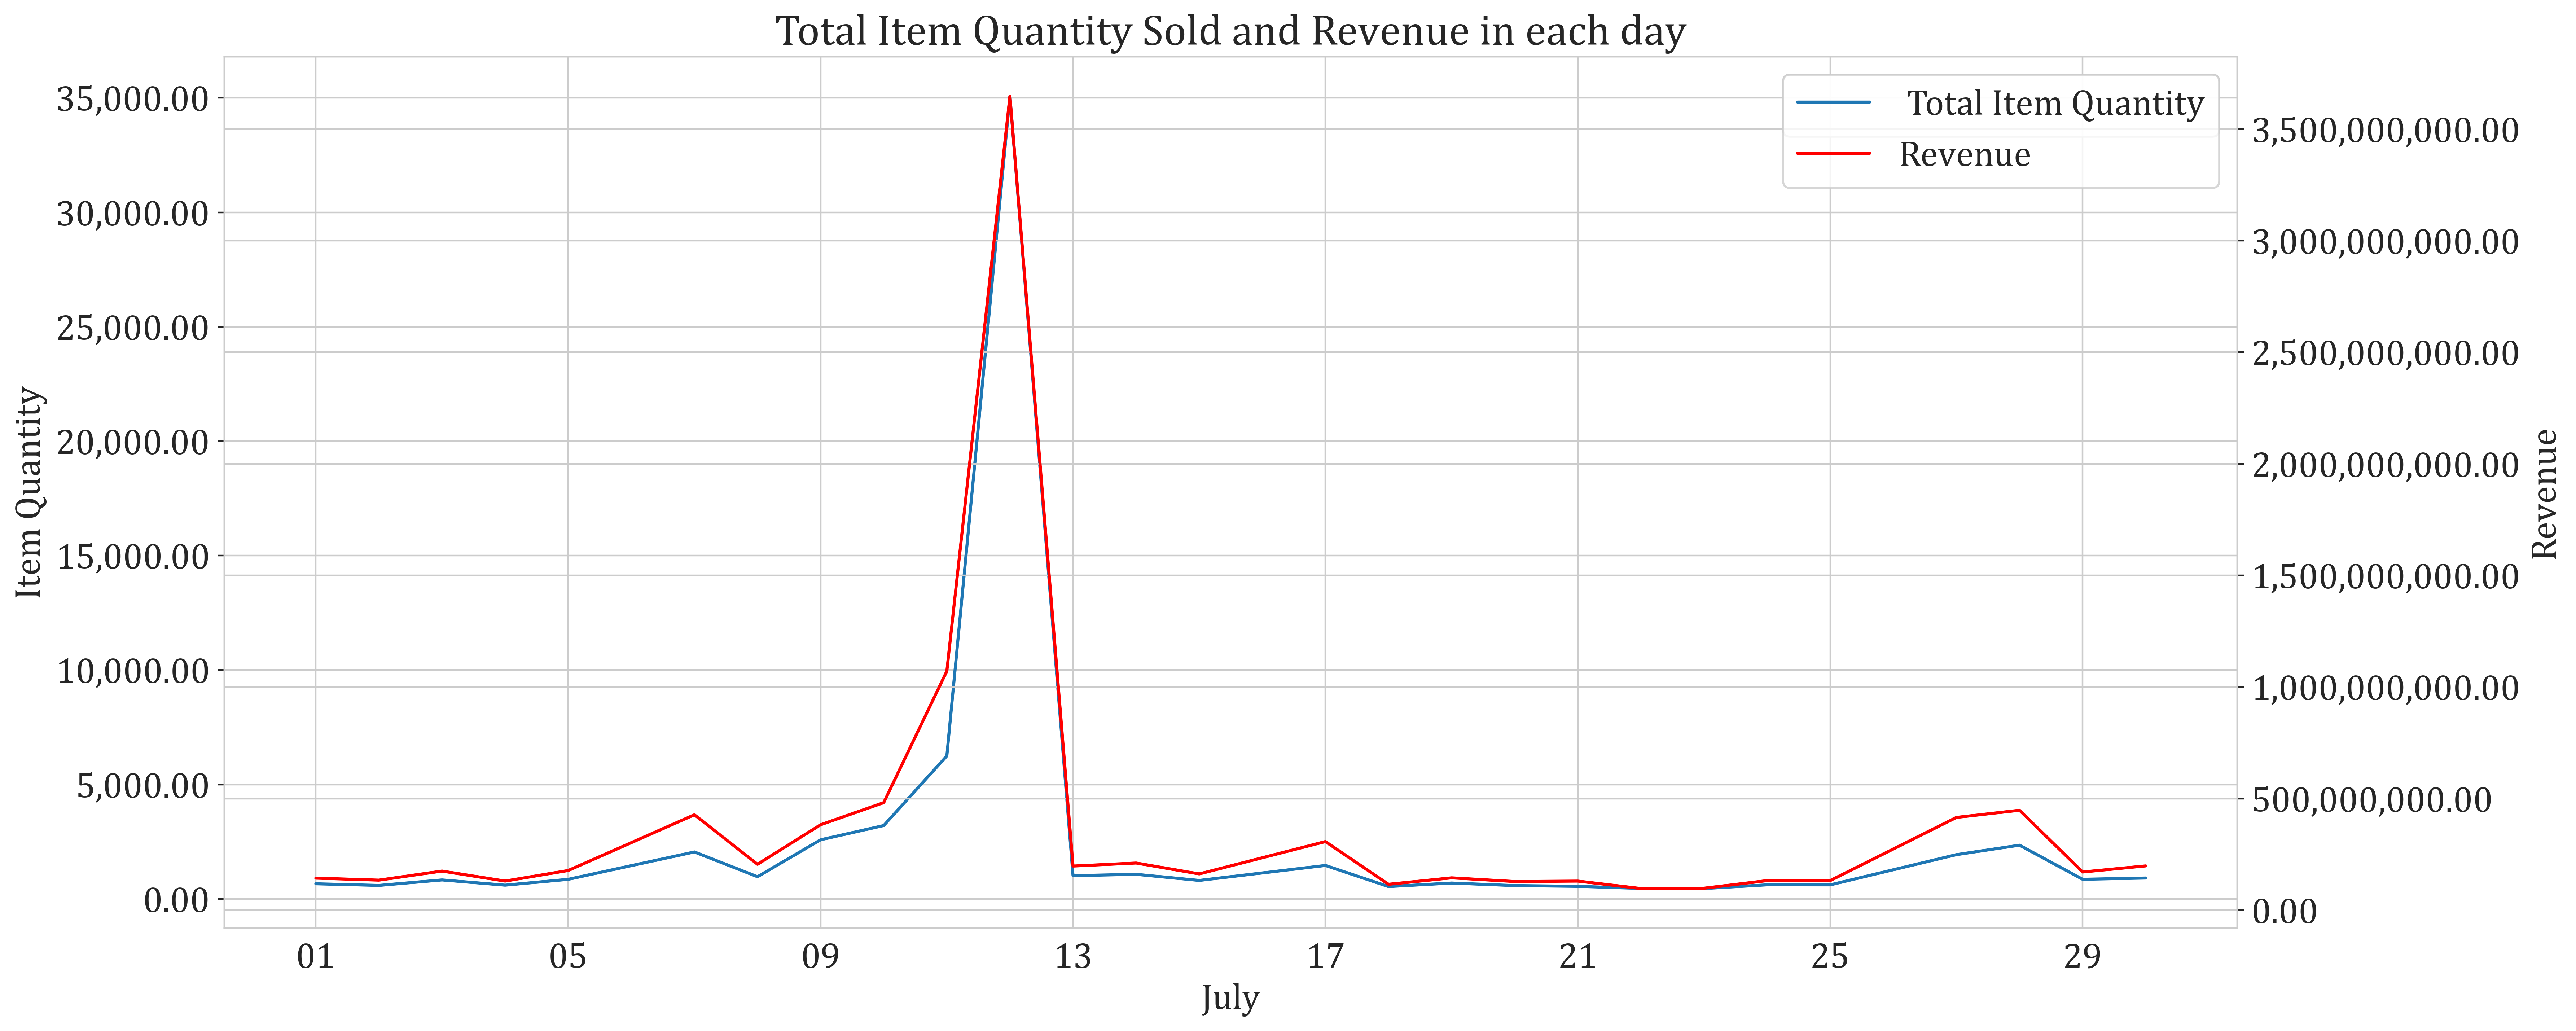 Total Item Quantity Sold and Revenue in each day
Total Item Quantity
Revenue
Item Quantity
35,000.00
30,000.00
25,000.00
20,000.00
15,000.00
10,000.00
5,000.00
0.00
3,500,000,000.00
3,000,000,000.00
2,500,000,000.00
2,000,000,000.00
1,500,000,000.00
1,000,000,000.00
500,000,000.00
0.00
Revenue
01 05 09 13 17 21 25 29
July